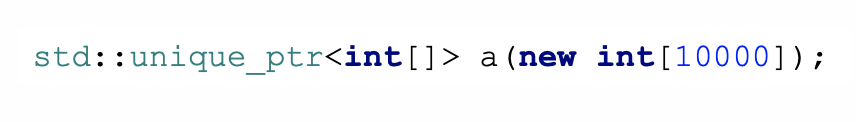 std::unique_ptr<int[]> a(new int[10000]);